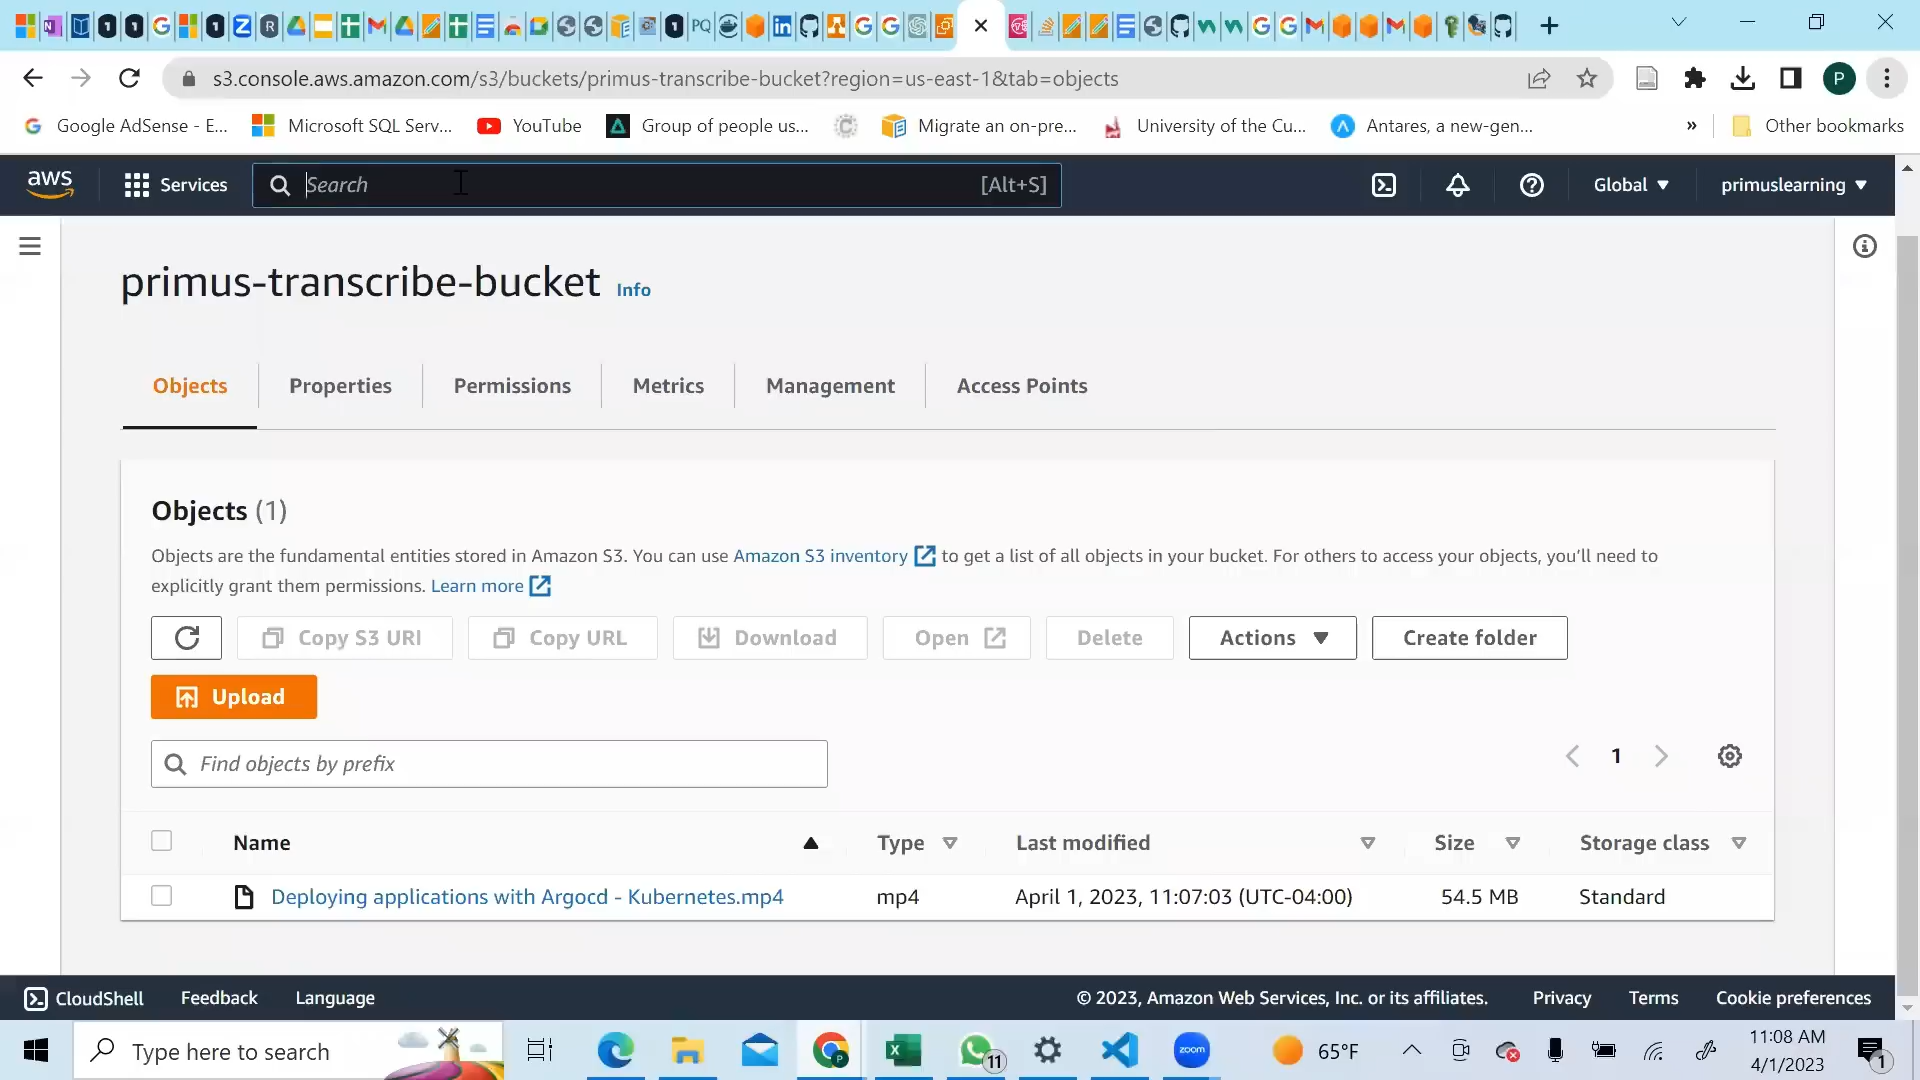 s3.console.aws.amazon.com/s3/buckets/primus-transcribe-bucket?region=us-east-1&tab=objects
P
Google AdSense - E... Microsoft SQL Serv... YouTube Group of people us... Migrate an on-pre... University of the Cu... Antares, a new-gen... » Other bookmarks
aws Services Search [Alt+S] Global primuslearning
primus-transcribe-bucket Info
Objects Properties Permissions Metrics Management Access Points
Objects (1)
Objects are the fundamental entities stored in Amazon S3. You can use Amazon S3 inventory to get a list of all objects in your bucket. For others to access your objects, you'll need to
explicitly grant them permissions. Learn more
Copy S3 URI Copy URL Download Open Delete Actions Create folder
Upload
Find objects by prefix 1
Name Type Last modified Size Storage class
Deploying applications with Argocd - Kubernetes.mp4 mp4 April 1, 2023, 11:07:03 (UTC-04:00) 54.5 MB Standard
CloudShell Feedback Language © 2023, Amazon Web Services, Inc. or its affiliates. Privacy Terms Cookie preferences
Type here to search P 11 zoom 65°F 11:08 AM
4/1/2023 1